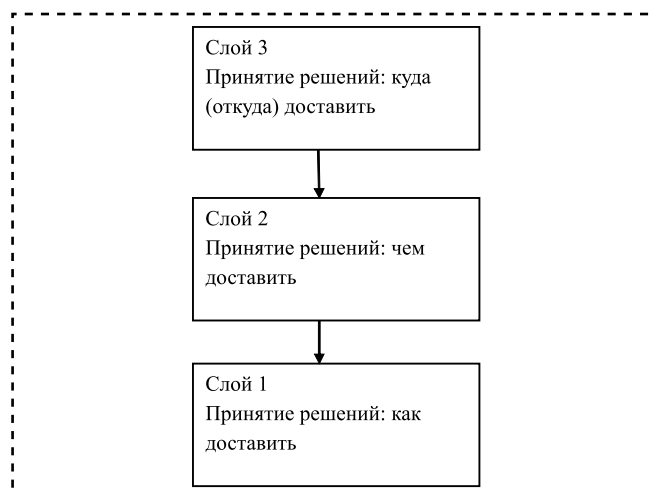 Слой 3
Принятие решений: куда
(откуда) доставить
Слой 2
Принятие решений: чем
доставить
Слой 1
Принятие решений: как
доставить